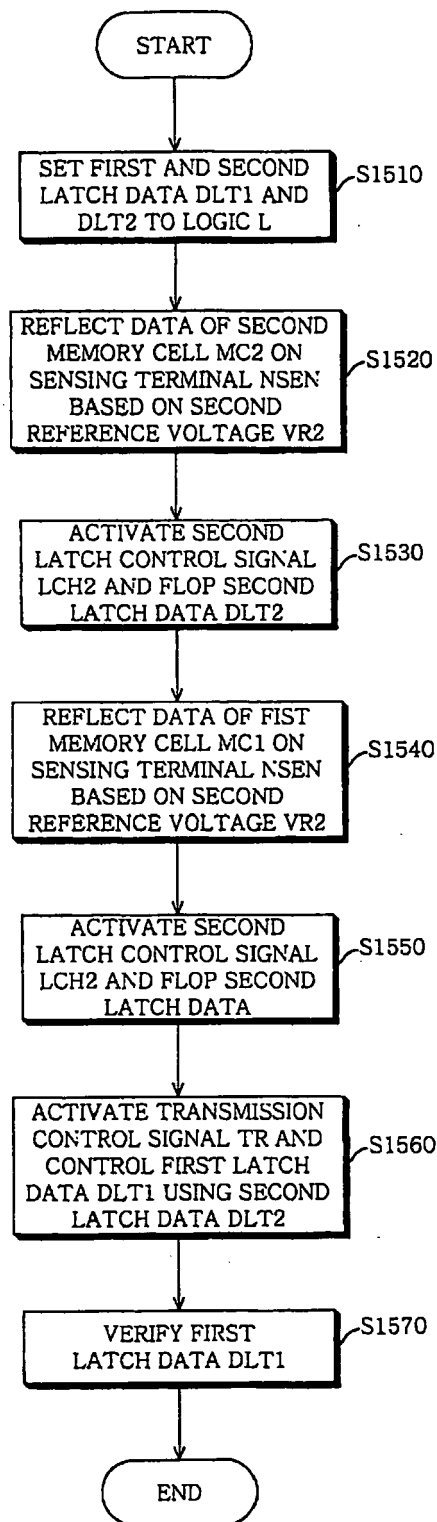 START
SET FIRST AND SECOND
LATCH DATA DLT1 AND
DLT2 TO LOGIC L
S1510
REFLECT DATA OF SECOND
MEMORY CELL MC2 ON
SENSING TERMINAL NSEN
BASED ON SECOND
REFERENCE VOLTAGE VR2
S1520
ACTIVATE SECOND
LATCH CONTROL SIGNAL
LCH2 AND FLOP SECOND
LATCH DATA DLT2
S1530
REFLECT DATA OF FIST
MEMORY CELL MC1 ON
SENSING TERMINAL NSEN
BASED ON SECOND
REFERENCE VOLTAGE VR2
S1540
ACTIVATE SECOND
LATCH CONTROL SIGNAL
LCH2 AND FLOP SECOND
LATCH DATA
S1550
ACTIVATE TRANSMISSION
CONTROL SIGNAL TR AND
CONTROL FIRST LATCH
DATA DLT1 USING SECOND
LATCH DATA DLT2
S1560
VERIFY FIRST
LATCH DATA DLT1
S1570
END